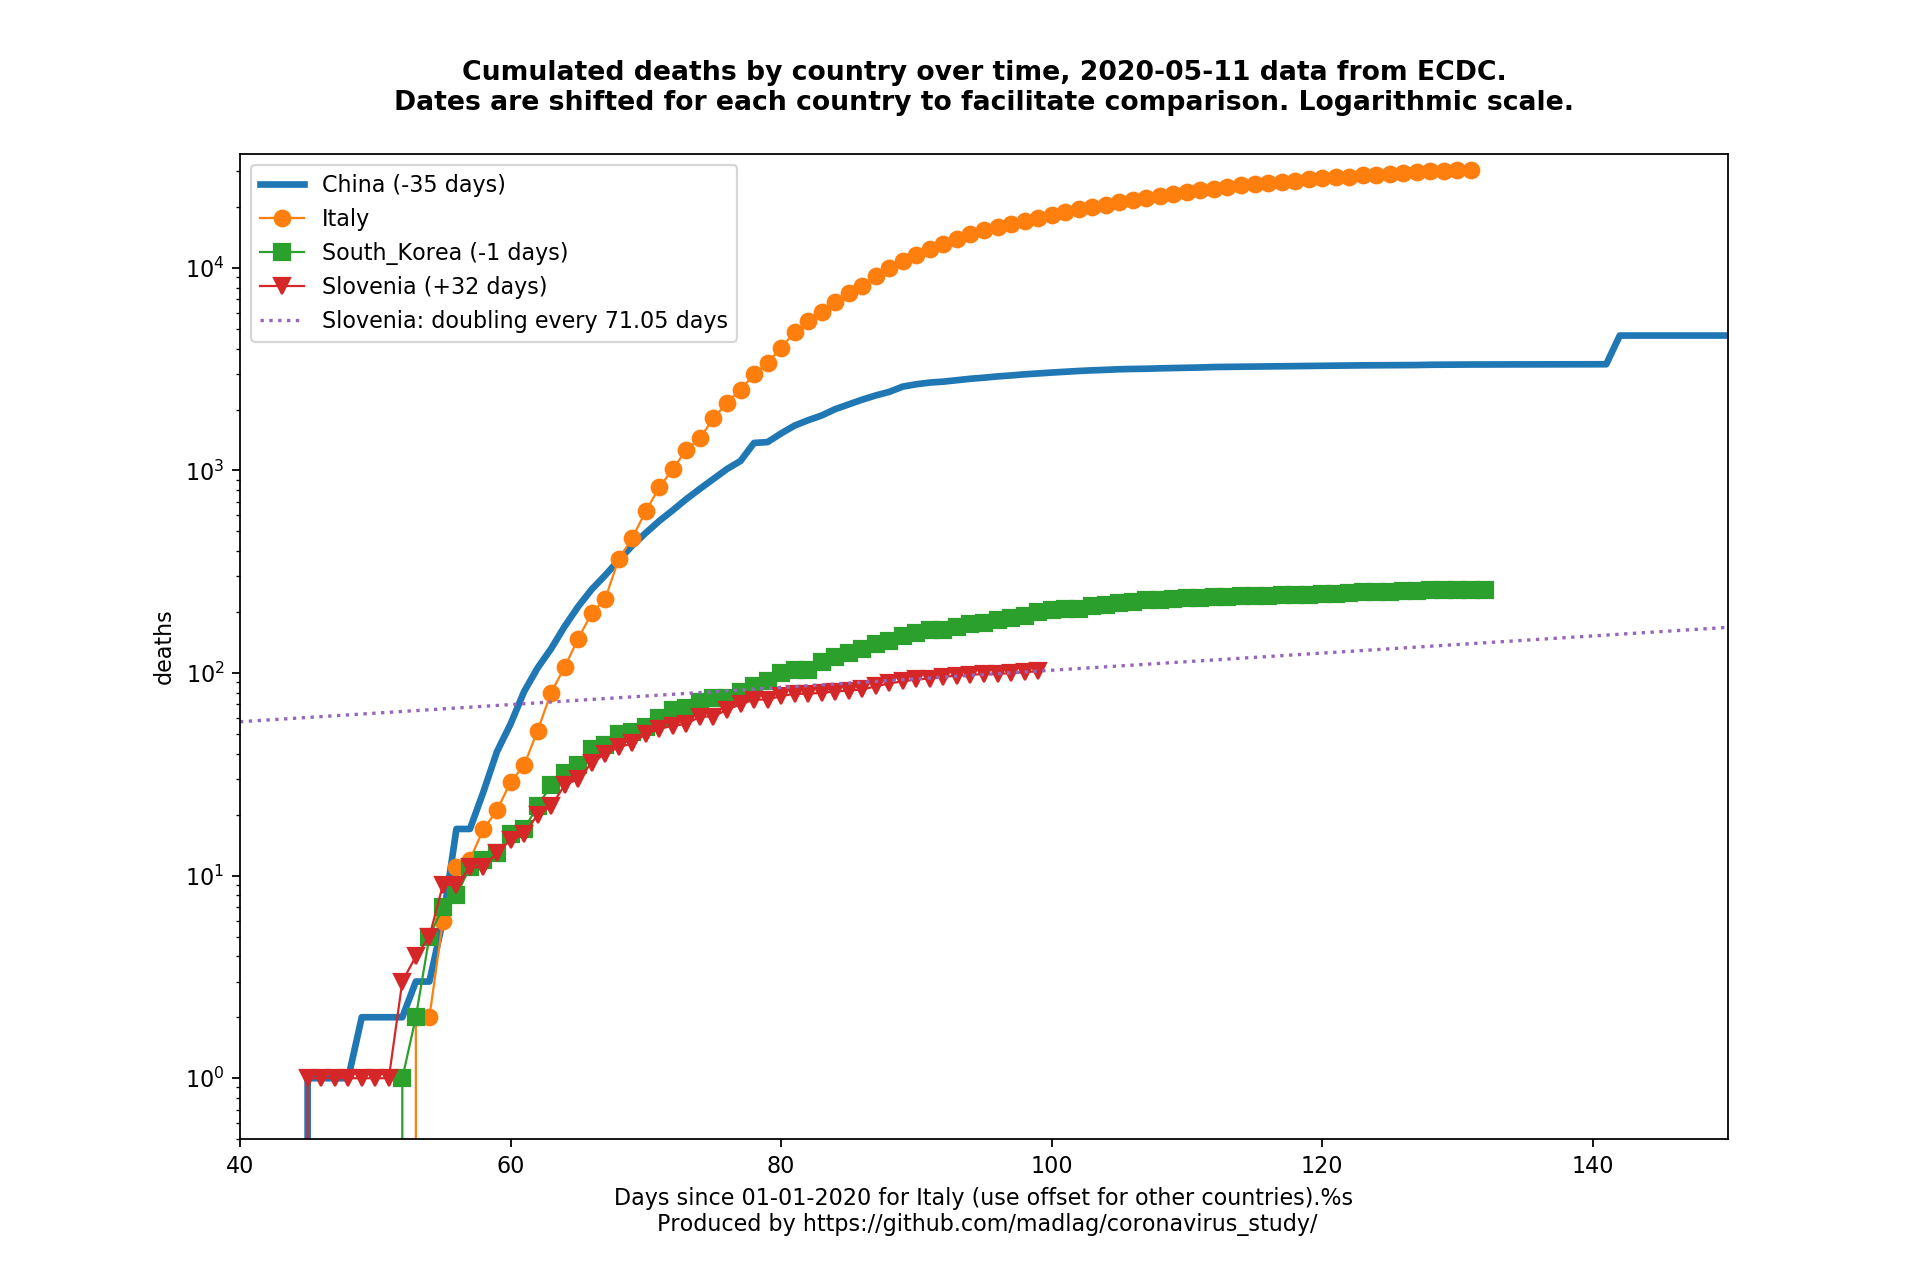 Cumulated deaths by country over time, 2020-05-11 data from ECDC.
Dates are shifted for each country to facilitate comparison. Logarithmic scale.
China (-35 days)
Italy
South_Korea (-1 days)
Slovenia (+32 days)
Slovenia: doubling every 71.05 days
deaths
10⁴
10³
10²
10¹
10⁰
40 60 80 100 120 140
Days since 01-01-2020 for Italy (use offset for other countries).%s
Produced by https://github.com/madlag/coronavirus_study/